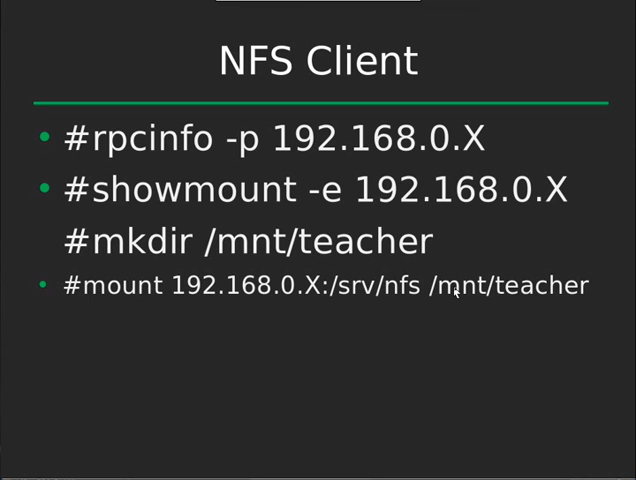 NFS Client
• #rpcinfo -p 192.168.0.X
• #showmount -e 192.168.0.X
#mkdir /mnt/teacher
• #mount 192.168.0.X:/srv/nfs /mnt/teacher